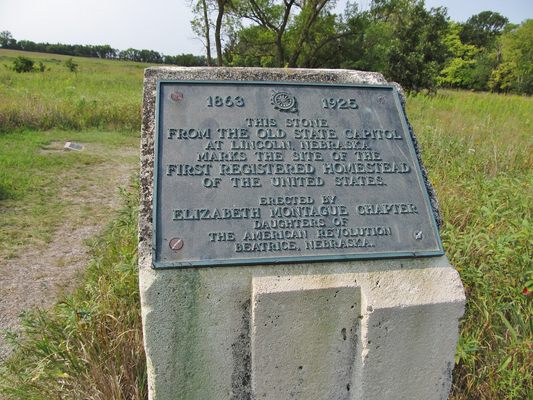 1863 1925
THIS STONE
FROM THE OLD STATE CAPITOL
AT LINCOLN, NEBRASKA
MARKS THE SITE OF THE
FIRST REGISTERED HOMESTEAD
OF THE UNITED STATES.
ERECTED BY
ELIZABETH MONTAGUE CHAPTER
DAUGHTERS OF
THE AMERICAN REVOLUTION
BEATRICE, NEBRASKA.